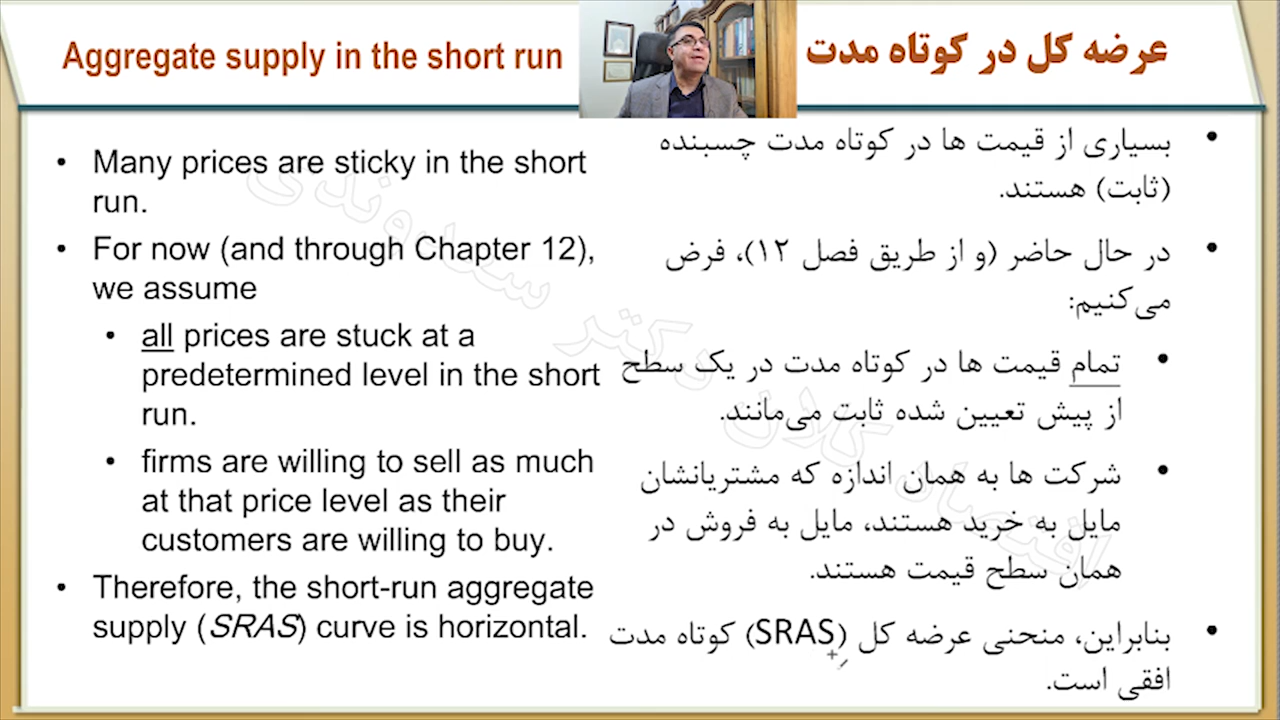 Aggregate supply in the short run
عرضه کل در کوتاه مدت
• Many prices are sticky in the short
run.
• For now (and through Chapter 12),
we assume
• all prices are stuck at a
predetermined level in the short
run.
• firms are willing to sell as much
at that price level as their
customers are willing to buy.
• Therefore, the short-run aggregate
supply (SRAS) curve is horizontal.
• بسیاری از قیمت ها در کوتاه مدت چسبنده
(ثابت) هستند.
• در حال حاضر (و از طریق فصل ۱۲)، فرض
می‌کنیم:
• تمام قیمت ها در کوتاه مدت در یک سطح
از پیش تعیین شده ثابت می‌مانند.
• شرکت ها به همان اندازه که مشتریانشان
مایل به خرید هستند، مایل به فروش در
همان سطح قیمت هستند.
• بنابراین، منحنی عرضه کل (SRAS) کوتاه مدت
افقی است.
اقتصاد کلان دکتر سدوندی